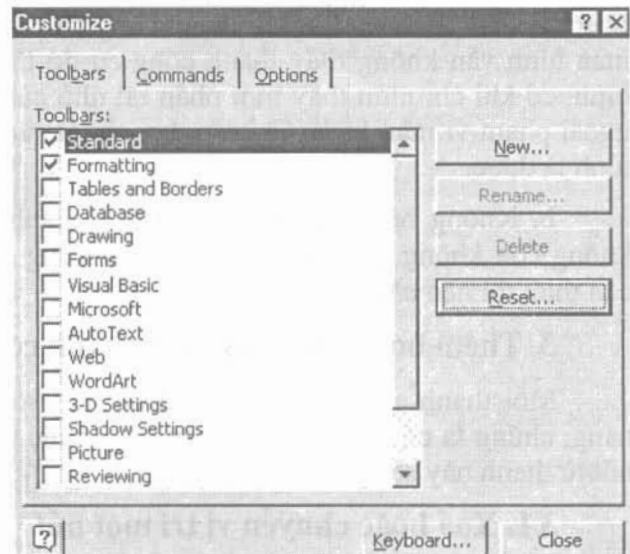 Customize
Toolbars Commands Options
Toolbars:
Standard
Formatting
Tables and Borders
Database
Drawing
Forms
Visual Basic
Microsoft
AutoText
Web
WordArt
3-D Settings
Shadow Settings
Picture
Reviewing
New...
Rename...
Delete
Reset...
Keyboard... Close